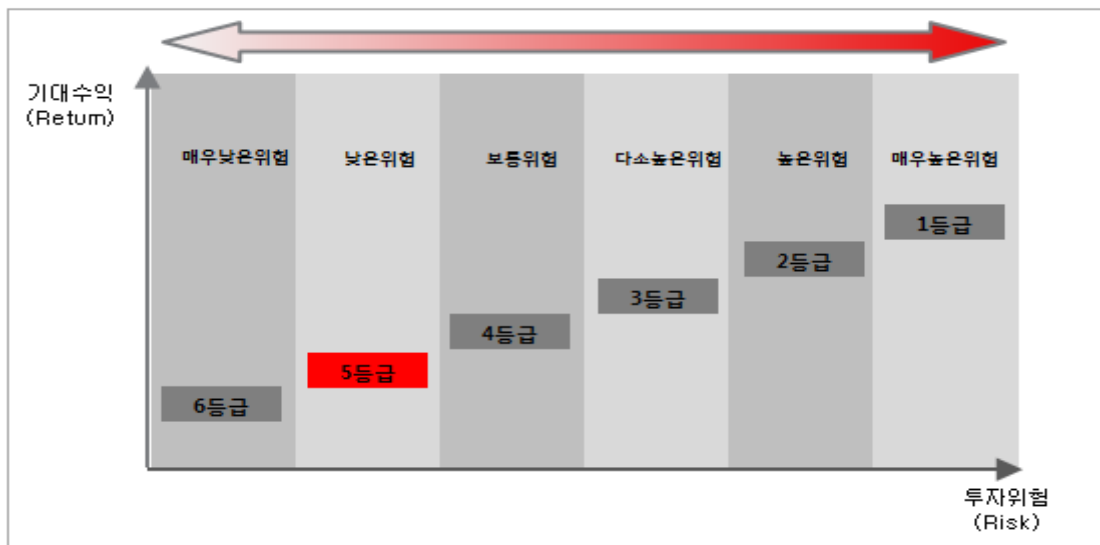 기대수익
(Retum)
매우낮은위험
낮은위험
보통위험
다소높은위험
높은위험
매우높은위험
1등급
2등급
3등급
4등급
5등급
6등급
투자위험
(Risk)